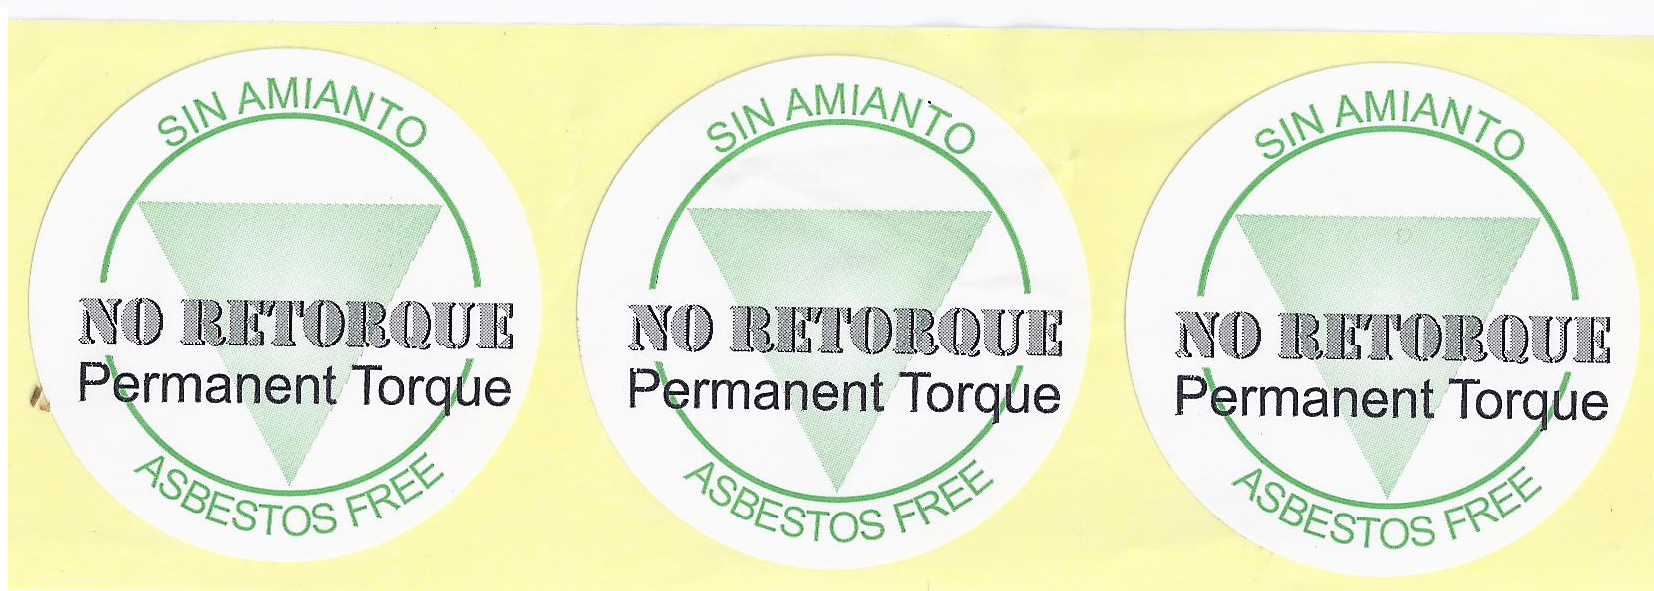 SIN AMIANTO
NO RETORQUE
Permanent Torque
ASBESTOS FREE
SIN AMIANTO
NO RETORQUE
Permanent Torque
ASBESTOS FREE
SIN AMIANTO
NO RETORQUE
Permanent Torque
ASBESTOS FREE